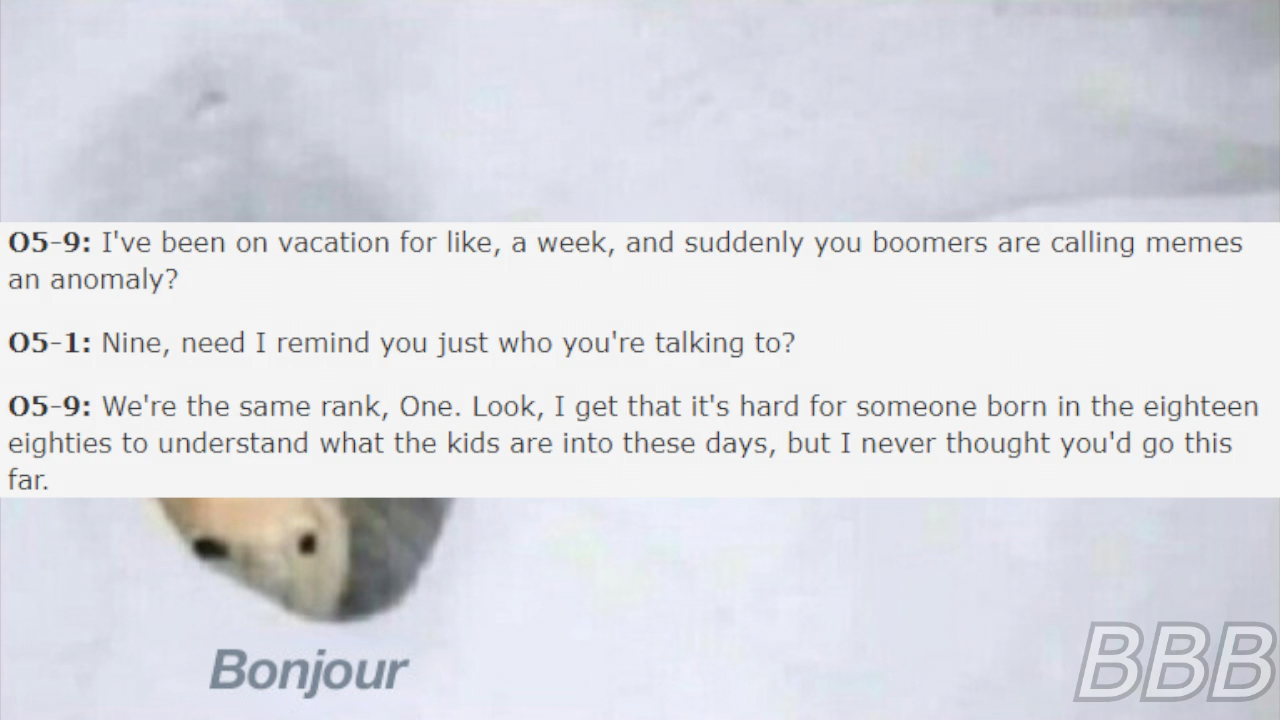 O5-9: I've been on vacation for like, a week, and suddenly you boomers are calling memes
an anomaly?
O5-1: Nine, need I remind you just who you're talking to?
O5-9: We're the same rank, One. Look, I get that it's hard for someone born in the eighteen
eighties to understand what the kids are into these days, but I never thought you'd go this
far.
Bonjour
BBB